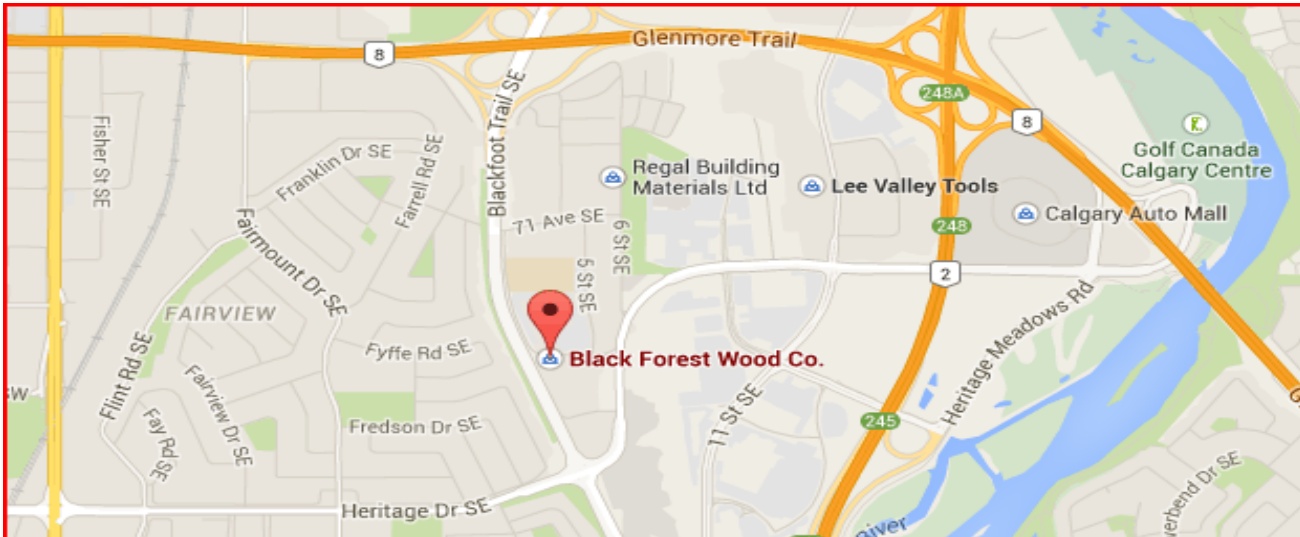 Glenmore Trail
8
248A
8
Golf Canada
Calgary Centre
Fisher St SE
Franklin Dr SE
Farrell Rd SE
Blackfoot Trail SE
Regal Building
Materials Ltd
Lee Valley Tools
Calgary Auto Mall
71 Ave SE
6 St SE
248
2
Fairmount Dr SE
FAIRVIEW
5 St SE
Heritage Meadows Rd
Flint Rd SE
Fyffe Rd SE
Black Forest Wood Co.
SW
Fay Rd
SE
Fairview Dr SE
Fredson Dr SE
11 St SE
245
Heritage Dr SE
River
verbend Dr SE
G